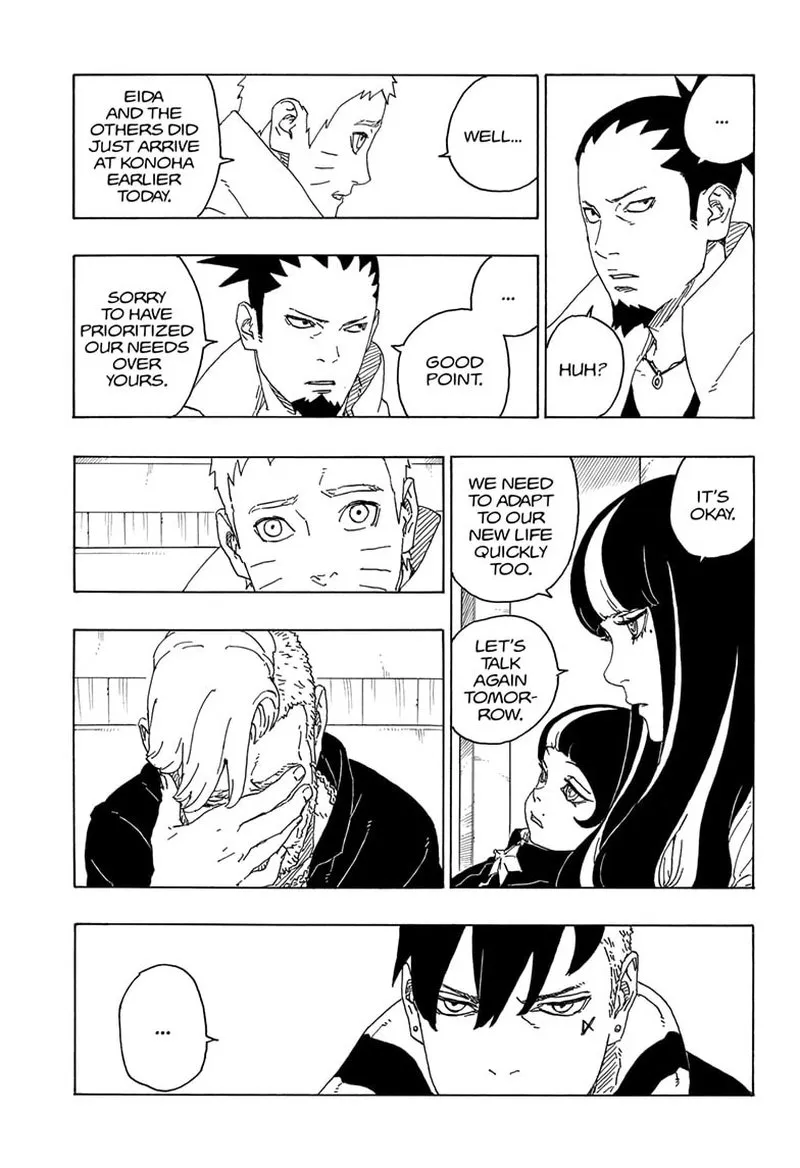 ...
HUH?
WELL...
EIDA
AND THE
OTHERS DID
JUST ARRIVE
AT KONOHA
EARLIER
TODAY.
...
GOOD
POINT.
SORRY
TO HAVE
PRIORITIZED
OUR NEEDS
OVER
YOURS.
IT'S
OKAY.
WE NEED
TO ADAPT
TO OUR
NEW LIFE
QUICKLY
TOO.
LET'S
TALK
AGAIN
TOMOR-
ROW.
...